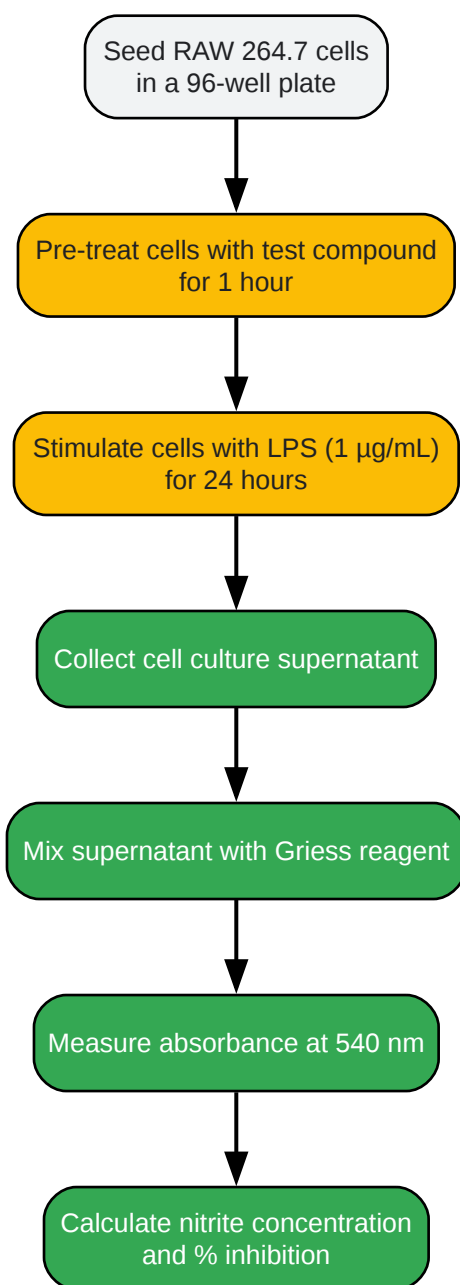 Seed RAW 264.7 cells
in a 96-well plate
Pre-treat cells with test compound
for 1 hour
Stimulate cells with LPS (1 µg/mL)
for 24 hours
Collect cell culture supernatant
Mix supernatant with Griess reagent
Measure absorbance at 540 nm
Calculate nitrite concentration
and % inhibition